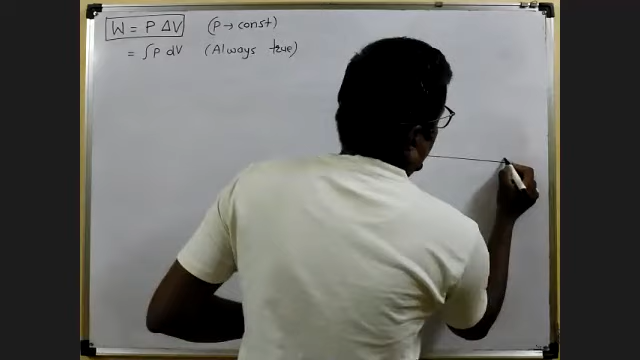 W = P ΔV (P → const)
= ∫P dV (Always true)